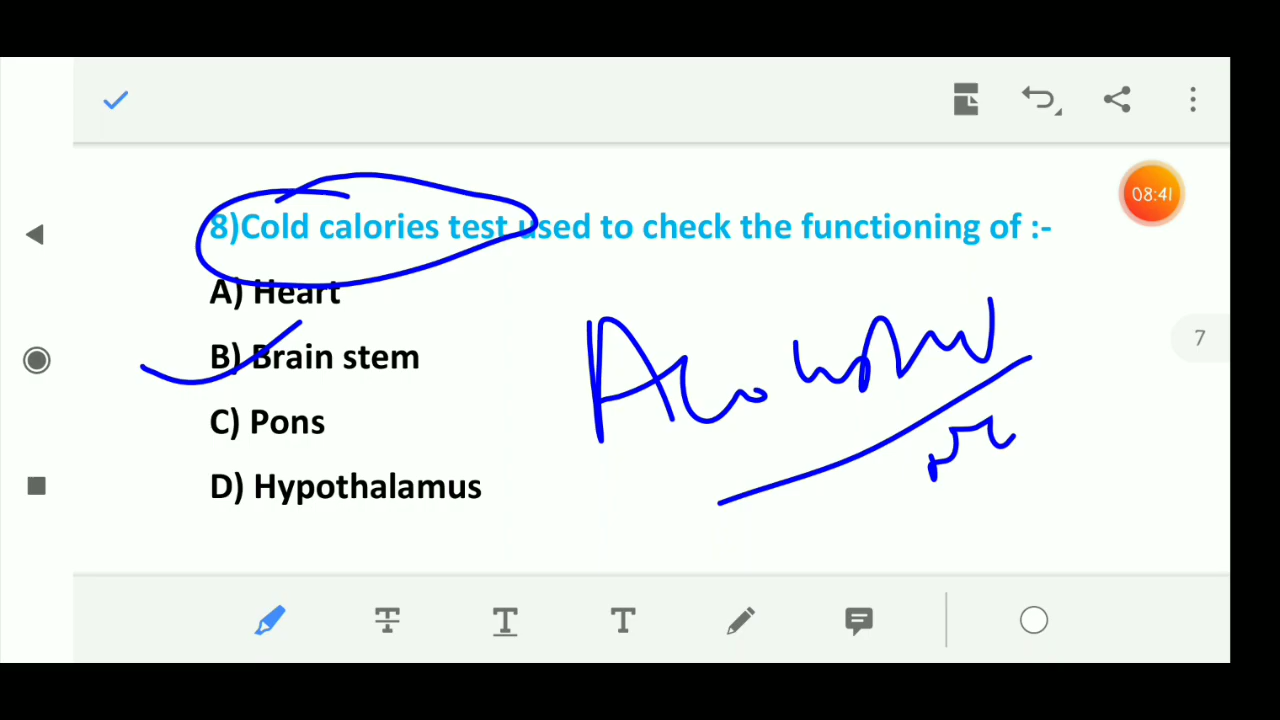 08:41
8)Cold calories test used to check the functioning of :-
A) Heart
B) Brain stem
C) Pons
D) Hypothalamus
7
T
T
T